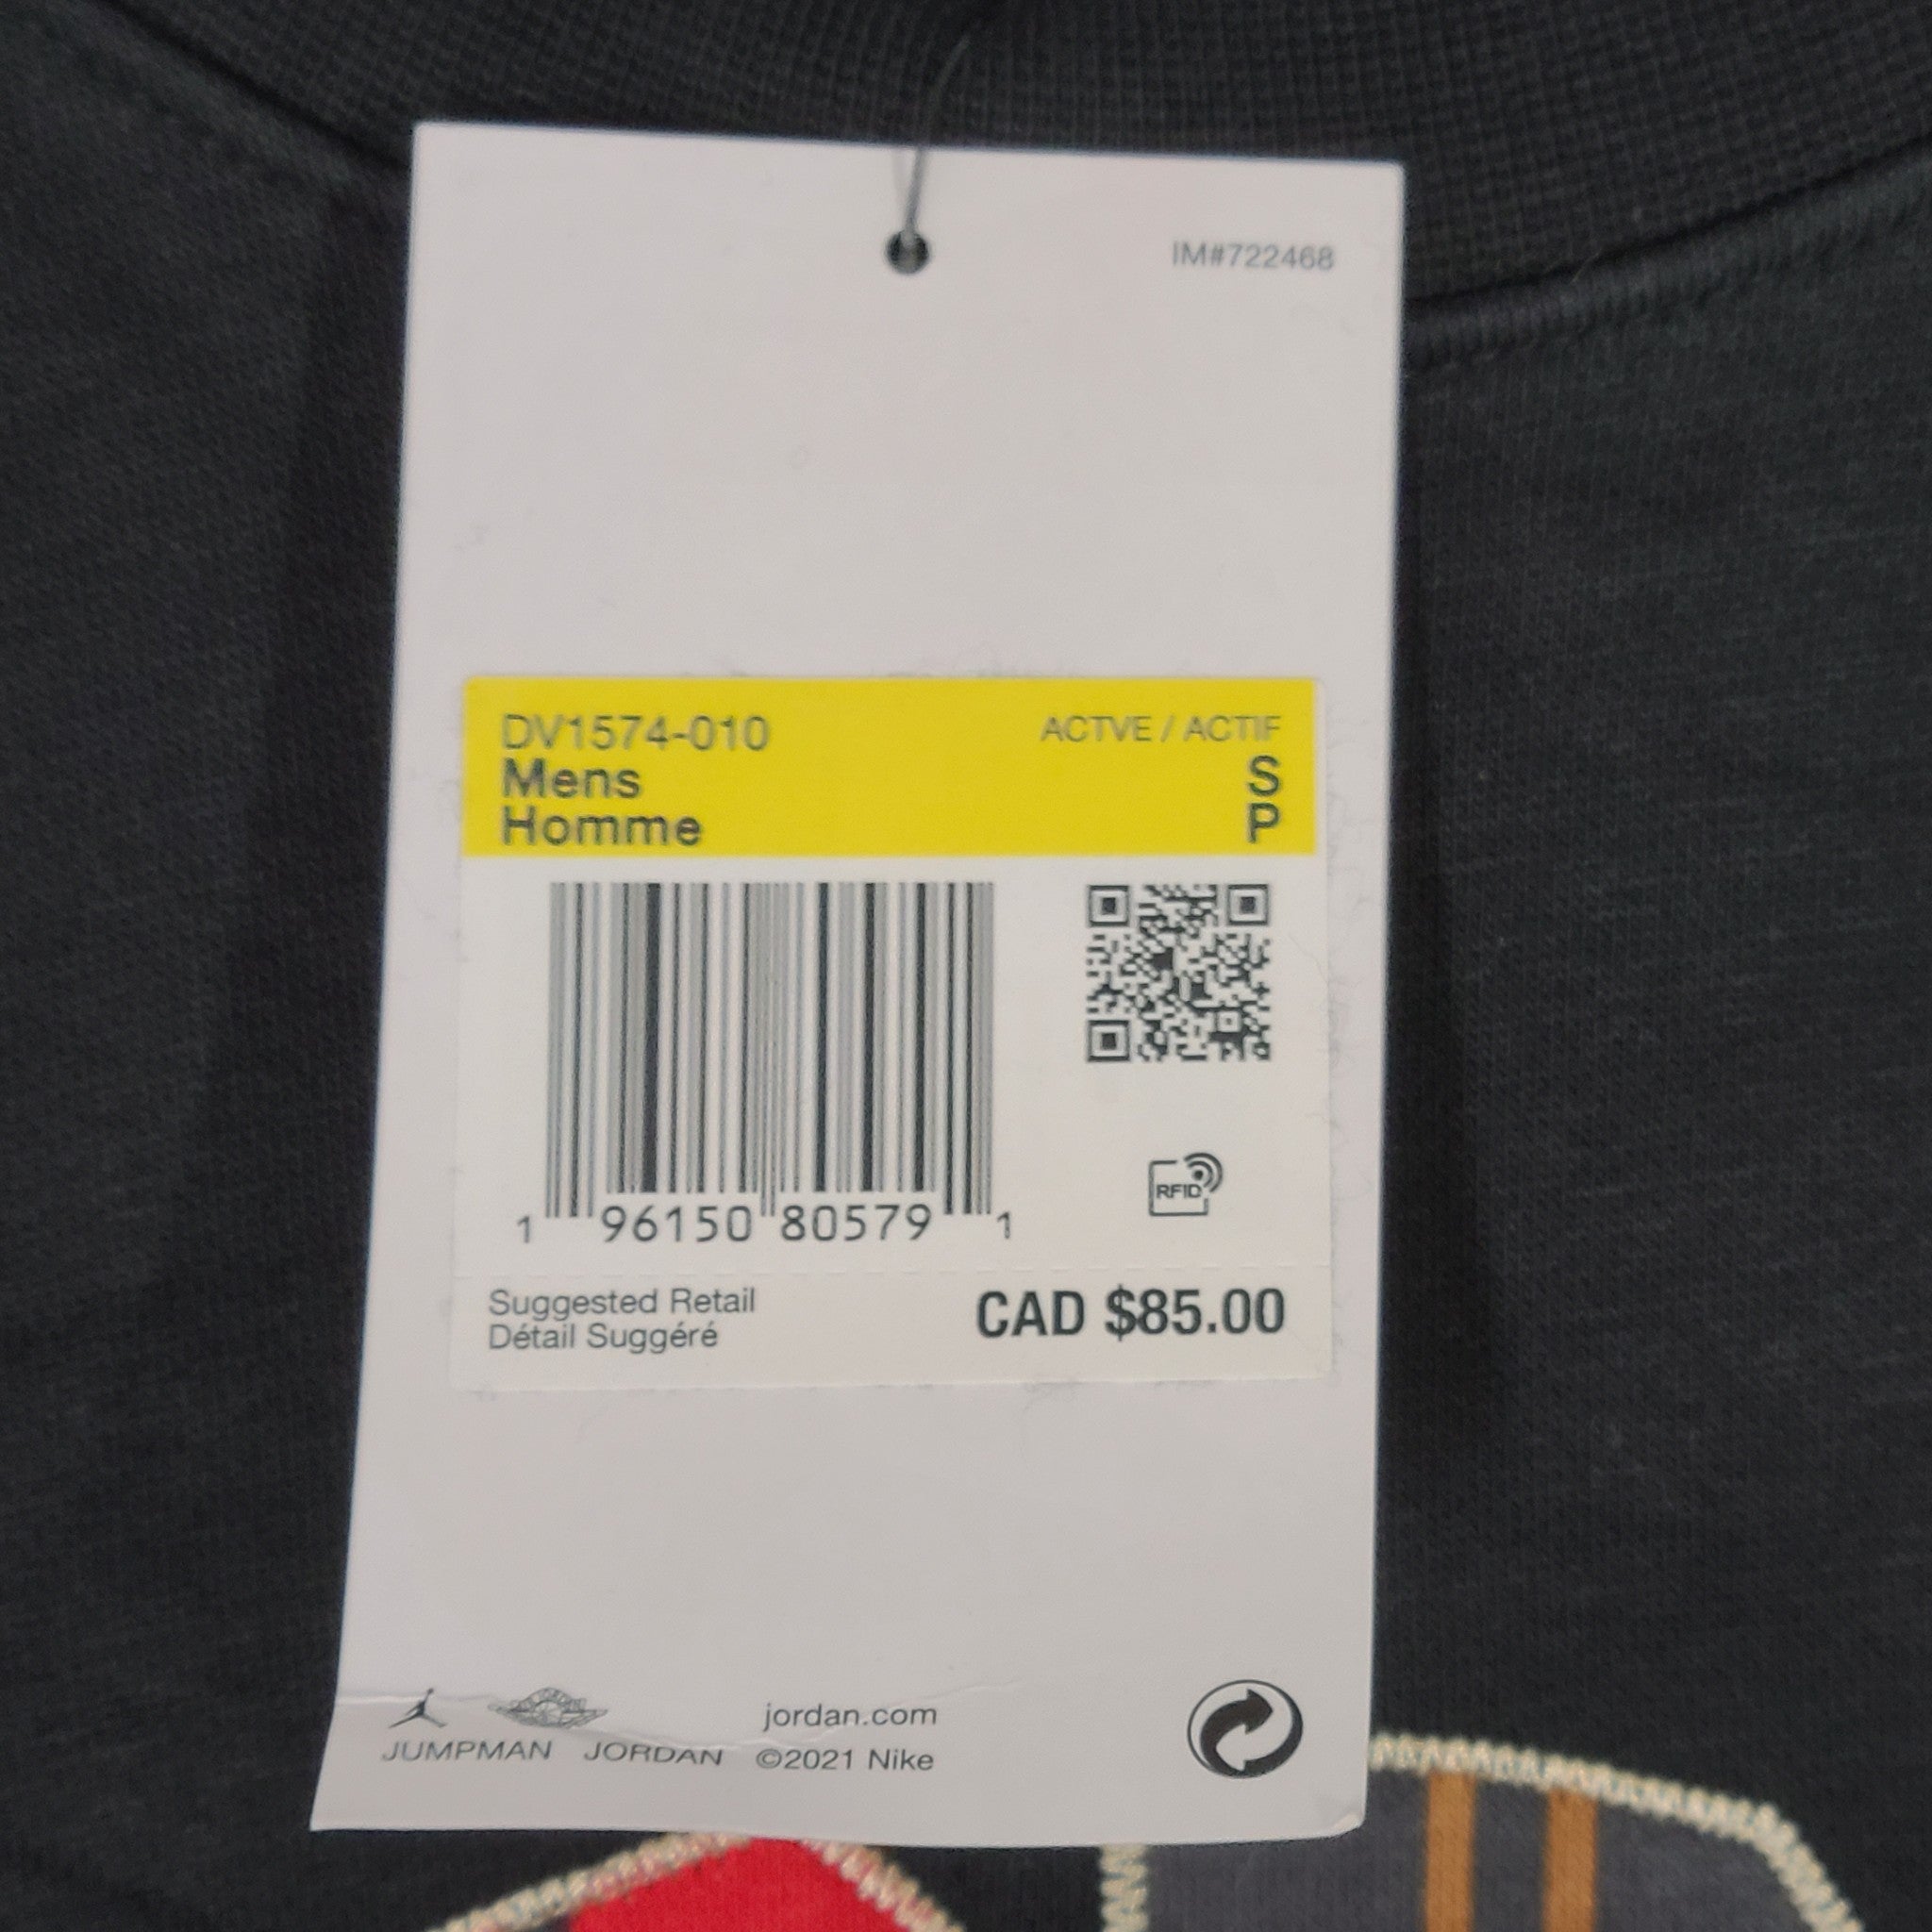 IM#722468
DV1574-010 ACTVE / ACTIF
Mens S
Homme P
RFID
1 96150 80579 1
Suggested Retail
Détail Suggéré
CAD $85.00
jordan.com
JUMPMAN JORDAN ©2021 Nike